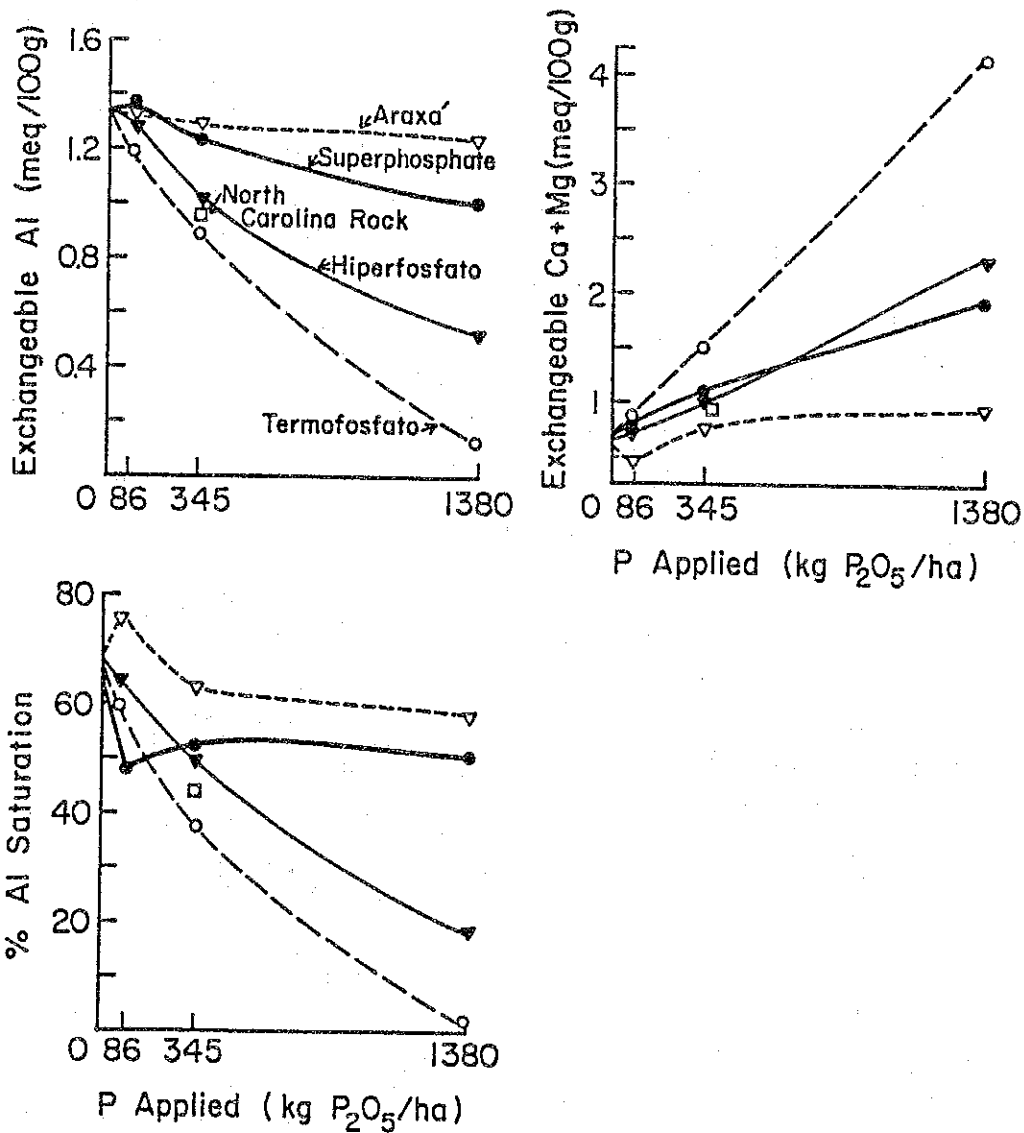 Exchangeable Al (meq/100g)
1.6
1.2
0.8
0.4
0 86 345 1380
Araxa´
Superphosphate
North
Carolina Rock
Hiperfosfato
Termofosfato
Exchangeable Ca+Mg (meq/100g)
4
3
2
1
0 86 345 1380
P Applied (kg P₂O₅/ha)
% Al Saturation
80
60
40
20
0 86 345 1380
P Applied (kg P₂O₅/ha)